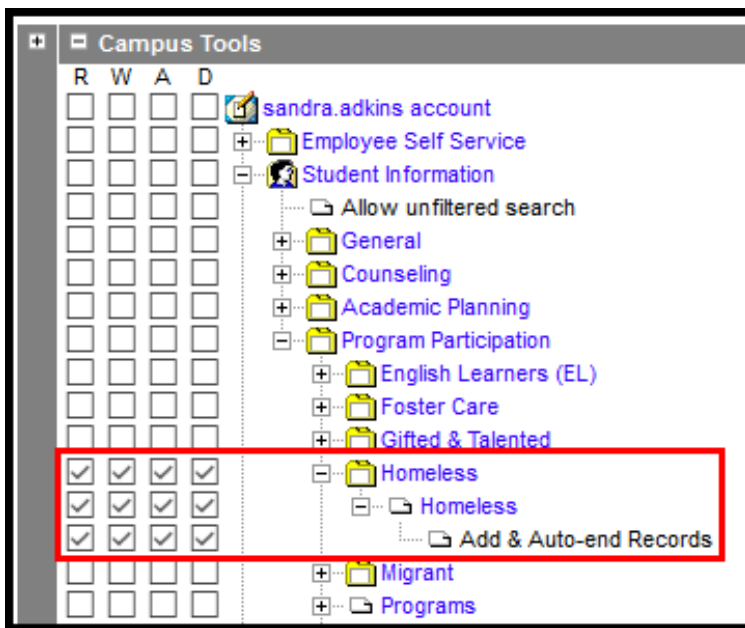 Campus Tools
R W A D
sandra.adkins account
Employee Self Service
Student Information
Allow unfiltered search
General
Counseling
Academic Planning
Program Participation
English Learners (EL)
Foster Care
Gifted & Talented
Homeless
Homeless
Add & Auto-end Records
Migrant
Programs